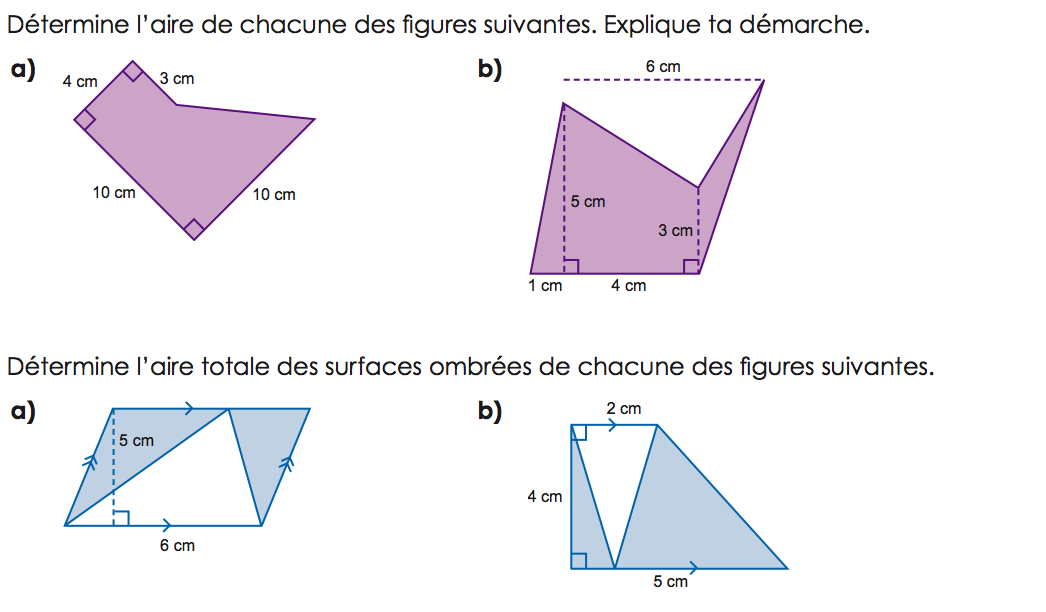 Détermine l’aire de chacune des figures suivantes. Explique ta démarche.
a)
4 cm
3 cm
10 cm
10 cm
b)
6 cm
5 cm
3 cm
1 cm
4 cm
Détermine l’aire totale des surfaces ombrées de chacune des figures suivantes.
a)
5 cm
6 cm
b)
2 cm
4 cm
5 cm